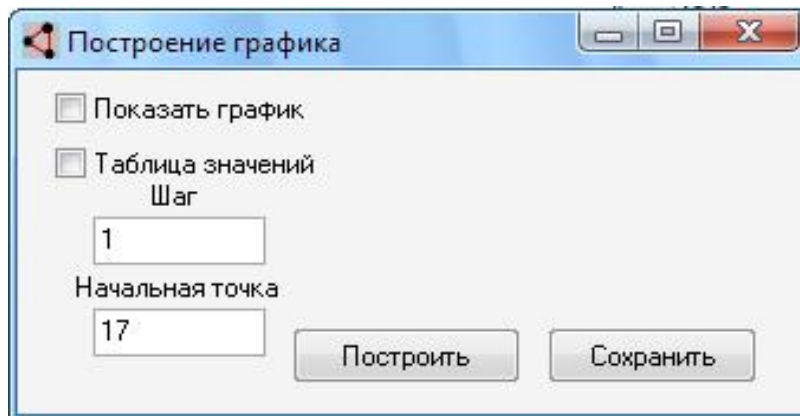 Построение графика
Показать график
Таблица значений
Шаг
1
Начальная точка
17
Построить
Сохранить